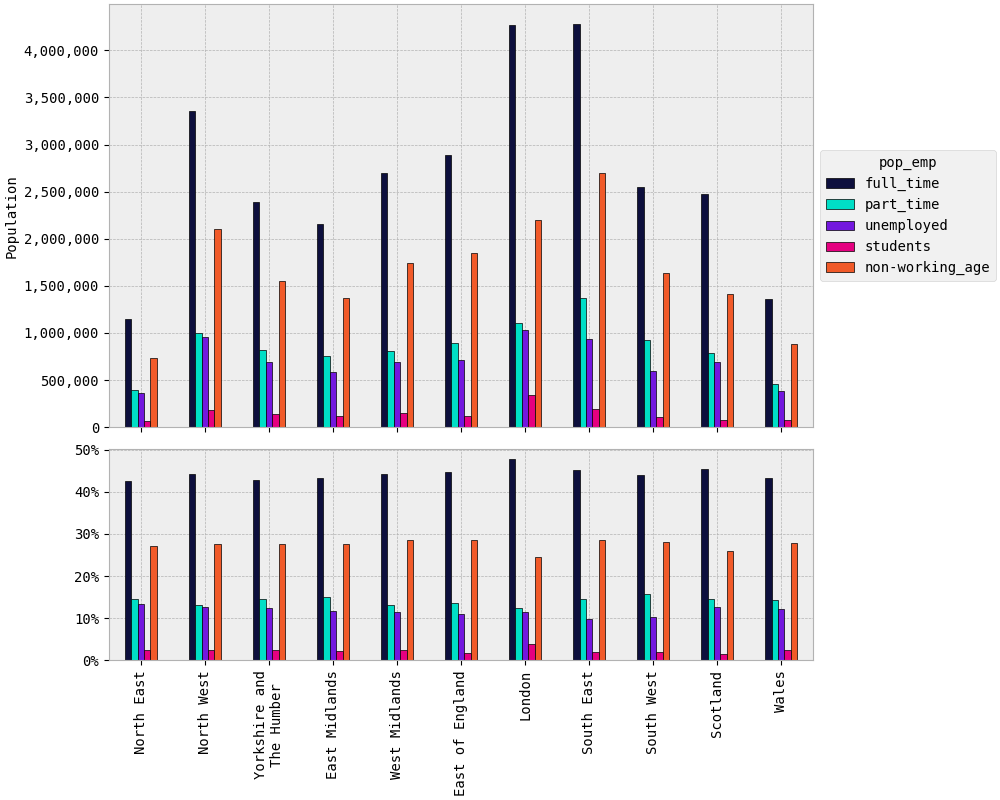 Population
4,000,000
3,500,000
3,000,000
2,500,000
2,000,000
1,500,000
1,000,000
500,000
0
pop_emp
full_time
part_time
unemployed
students
non-working_age
50%
40%
30%
20%
10%
0%
North East
North West
Yorkshire and
The Humber
East Midlands
West Midlands
East of England
London
South East
South West
Scotland
Wales